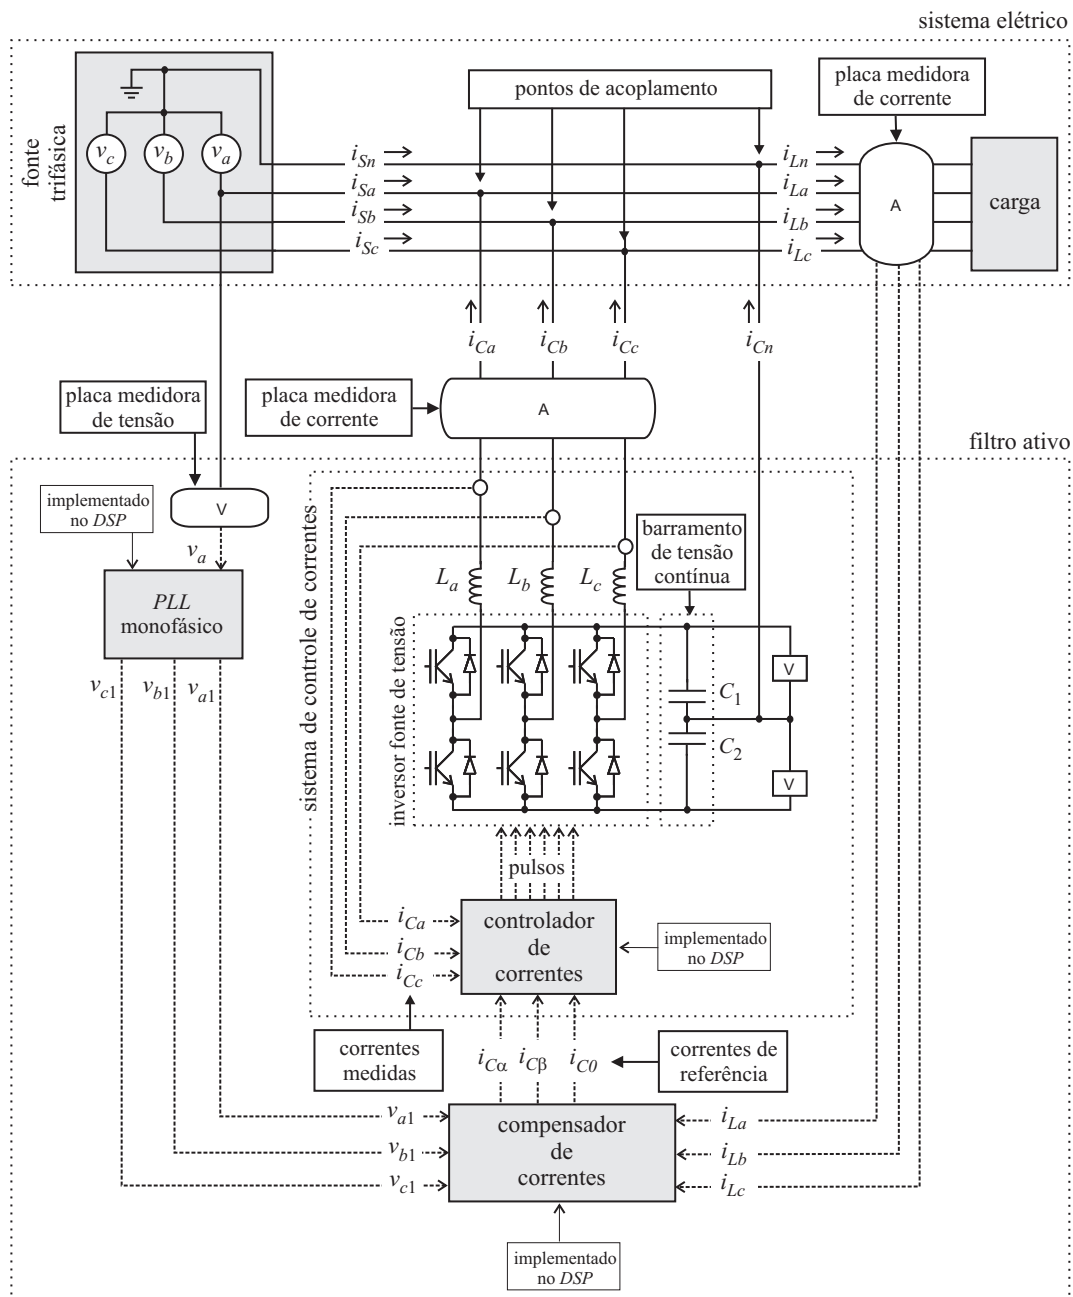 sistema elétrico
fonte
trifásica
v_c
v_b
v_a
i_Sn
i_Sa
i_Sb
i_Sc
pontos de acoplamento
placa medidora
de corrente
i_Ln
i_La
i_Lb
i_Lc
A
carga
i_Ca
i_Cb
i_Cc
i_Cn
placa medidora
de tensão
placa medidora
de corrente
A
filtro ativo
implementado
no DSP
V
v_a
PLL
monofásico
v_c1
v_b1
v_a1
sistema de controle de correntes
barramento
de tensão
contínua
L_a
L_b
L_c
inversor fonte de tensão
C_1
C_2
V
V
pulsos
i_Ca
i_Cb
i_Cc
controlador
de
correntes
implementado
no DSP
correntes
medidas
i_Cα
i_Cβ
i_C0
correntes de
referência
v_a1
v_b1
v_c1
compensador
de
correntes
i_La
i_Lb
i_Lc
implementado
no DSP